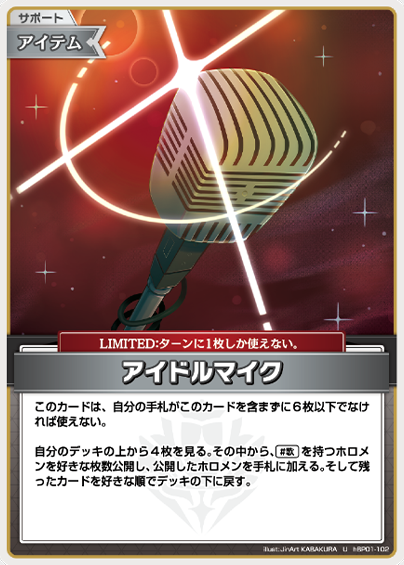 サポート
アイテム
LIMITED:ターンに1枚しか使えない。
アイドルマイク
このカードは、自分の手札がこのカードを含まずに6枚以下でなけ
れば使えない。
自分のデッキの上から4枚を見る。その中から、#歌を持つホロメ
ンを好きな枚数公開し、公開したホロメンを手札に加える。そして残
ったカードを好きな順でデッキの下に戻す。
illust:JinArt KABAKURA U hBP01-102